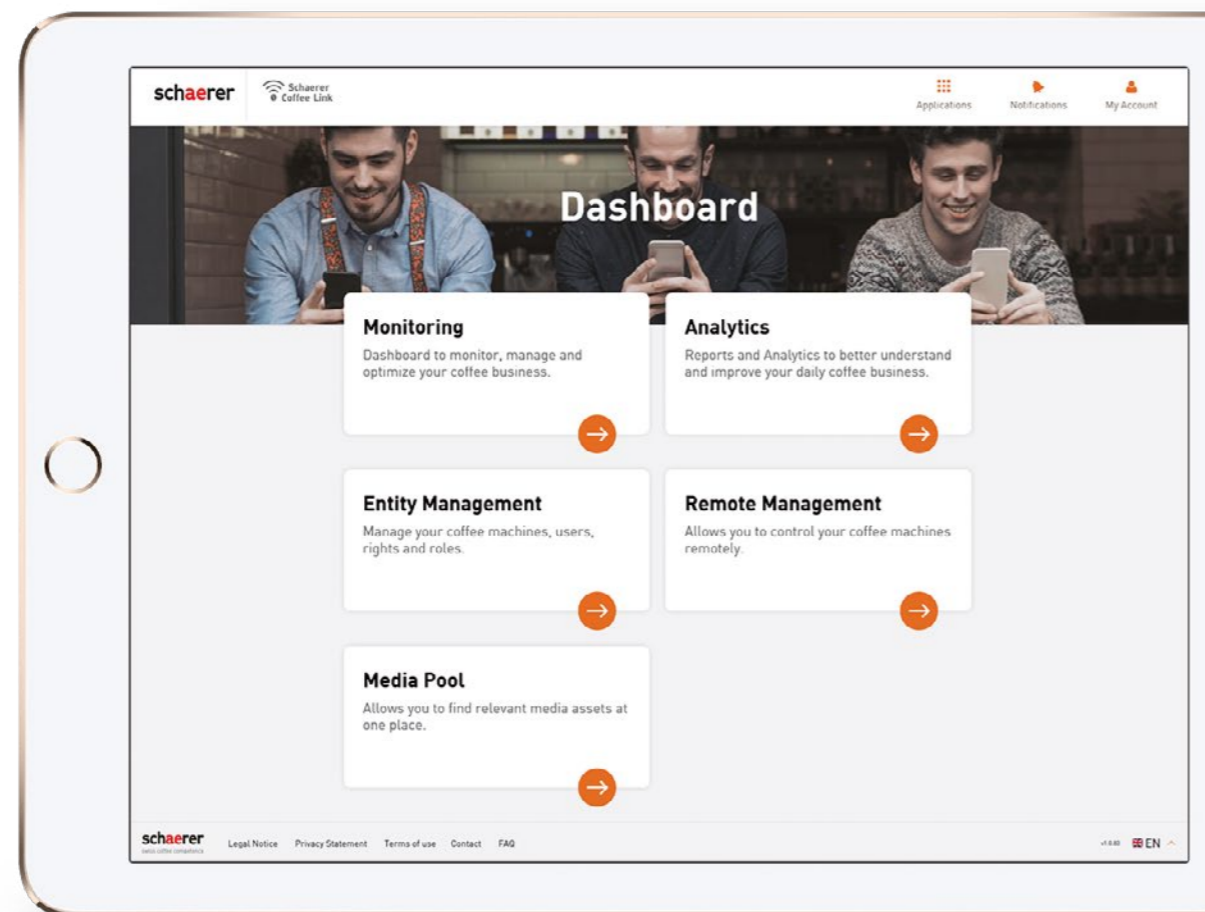 schaerer
Schaerer
Coffee Link
Applications
Notifications
My Account
Dashboard
Monitoring
Dashboard to monitor, manage and
optimize your coffee business.
Analytics
Reports and Analytics to better understand
and improve your daily coffee business.
Entity Management
Manage your coffee machines, users,
rights and roles.
Remote Management
Allows you to control your coffee machines
remotely.
Media Pool
Allows you to find relevant media assets at
one place.
schaerer
swiss coffee competence
Legal Notice Privacy Statement Terms of use Contact FAQ
EN